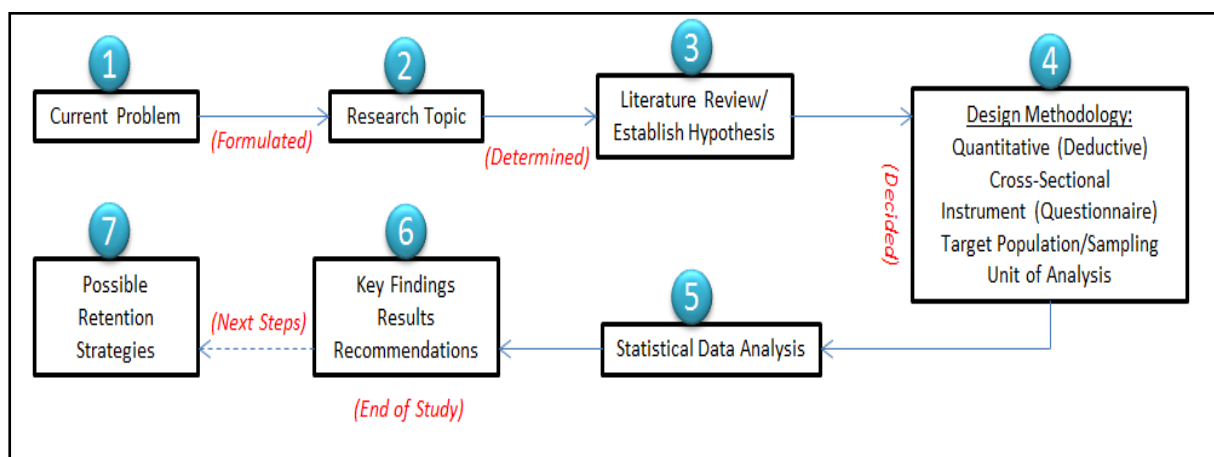 1
Current Problem
(Formulated)
2
Research Topic
(Determined)
3
Literature Review/
Establish Hypothesis
(Decided)
4
Design Methodology:
Quantitative (Deductive)
Cross-Sectional
Instrument (Questionnaire)
Target Population/Sampling
Unit of Analysis
5
Statistical Data Analysis
6
Key Findings
Results
Recommendations
(End of Study)
(Next Steps)
7
Possible
Retention
Strategies